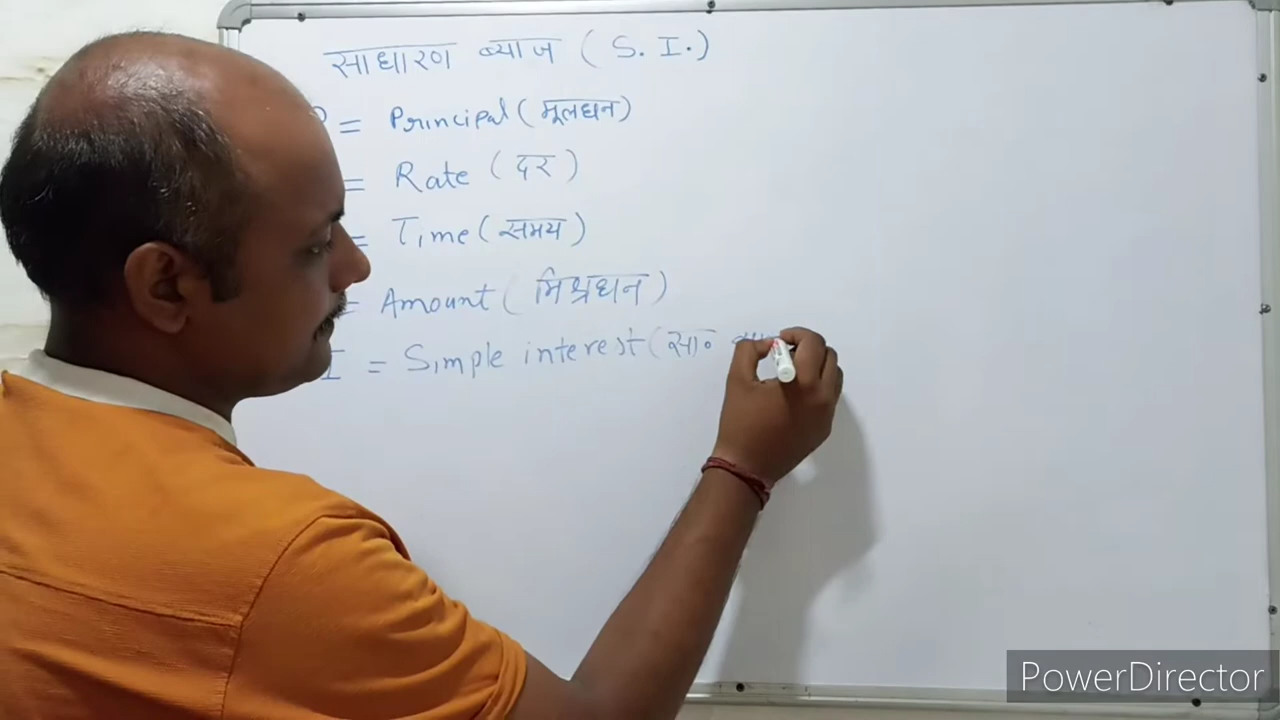 साधारण ब्याज ( S. I. )
P = Principal ( मूलधन )
= Rate ( दर )
= Time ( समय )
= Amount ( मिश्रधन )
I = Simple interest ( सा०
PowerDirector